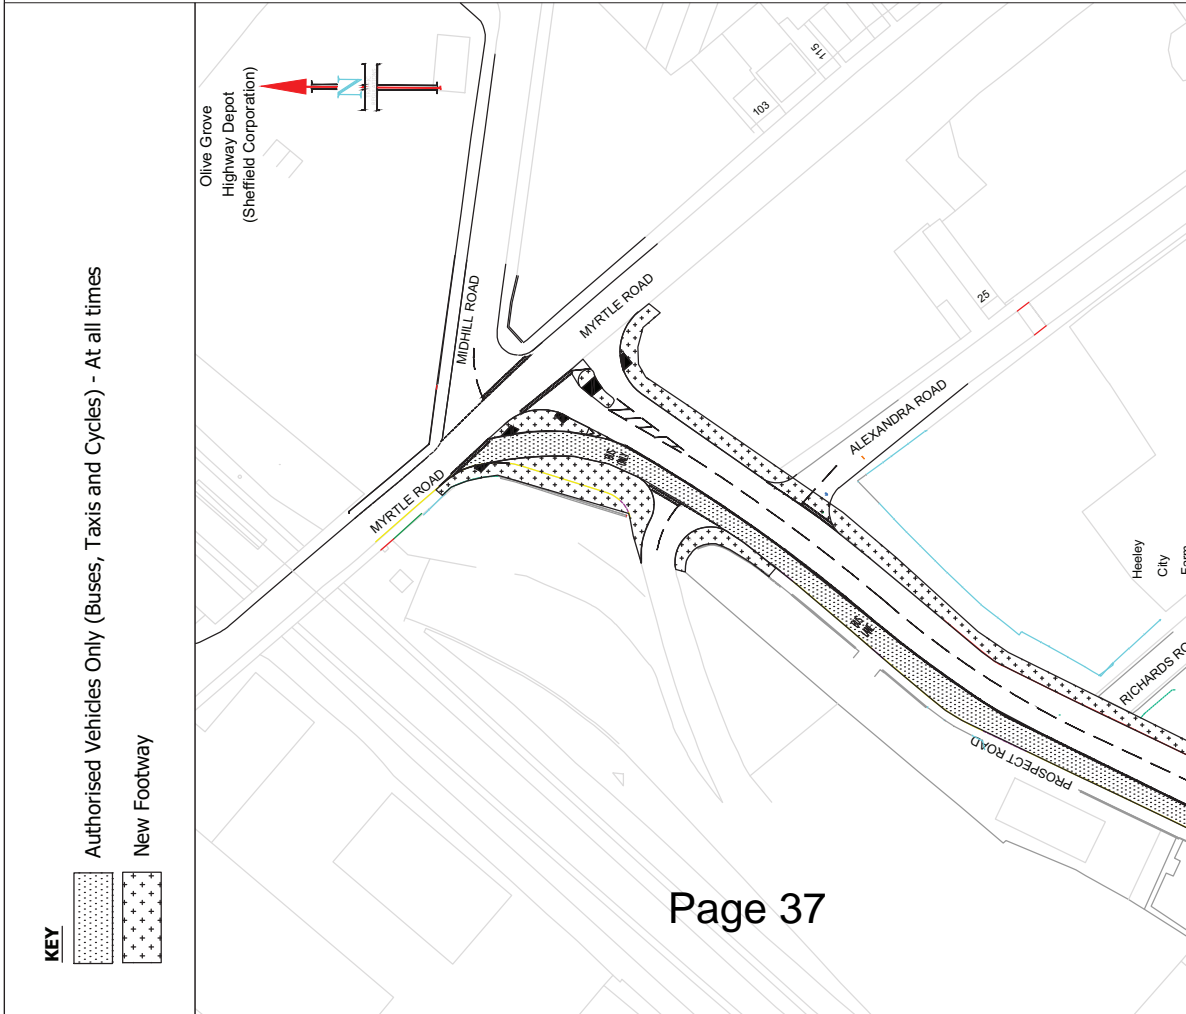 KEY
Authorised Vehicles Only (Buses, Taxis and Cycles) - At all times
New Footway
Olive Grove
Highway Depot
(Sheffield Corporation)
N
115
103
MIDHILL ROAD
MYRTLE ROAD
25
ALEXANDRA ROAD
MYRTLE ROAD
Heeley
City
Farm
RICHARDS RO
PROSPECT ROAD
Page 37